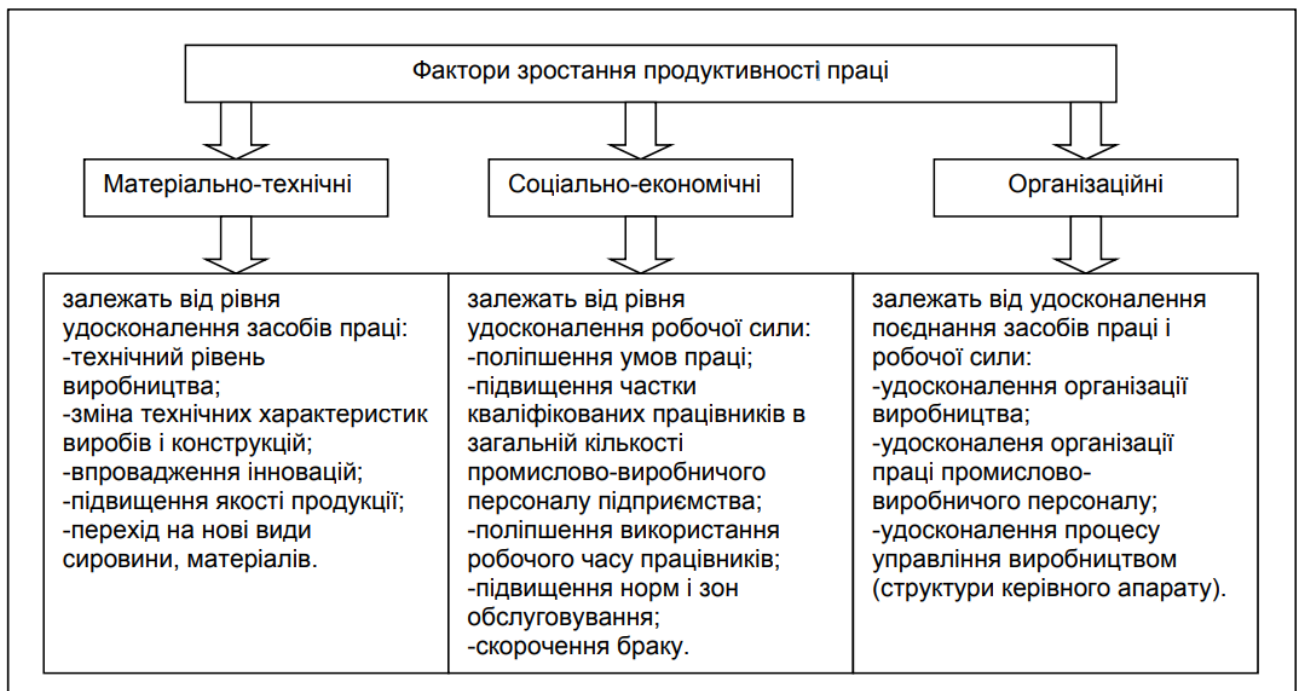 Фактори зростання продуктивності праці
Матеріально-технічні
Соціально-економічні
Організаційні
залежать від рівня
удосконалення засобів праці:
-технічний рівень
виробництва;
-зміна технічних характеристик
виробів і конструкцій;
-впровадження інновацій;
-підвищення якості продукції;
-перехід на нові види
сировини, матеріалів.
залежать від рівня
удосконалення робочої сили:
-поліпшення умов праці;
-підвищення частки
кваліфікованих працівників в
загальній кількості
промислово-виробничого
персоналу підприємства;
-поліпшення використання
робочого часу працівників;
-підвищення норм і зон
обслуговування;
-скорочення браку.
залежать від удосконалення
поєднання засобів праці і
робочої сили:
-удосконалення організації
виробництва;
-удосконаленя організації
праці промислово-
виробничого персоналу;
-удосконалення процесу
управління виробництвом
(структури керівного апарату).